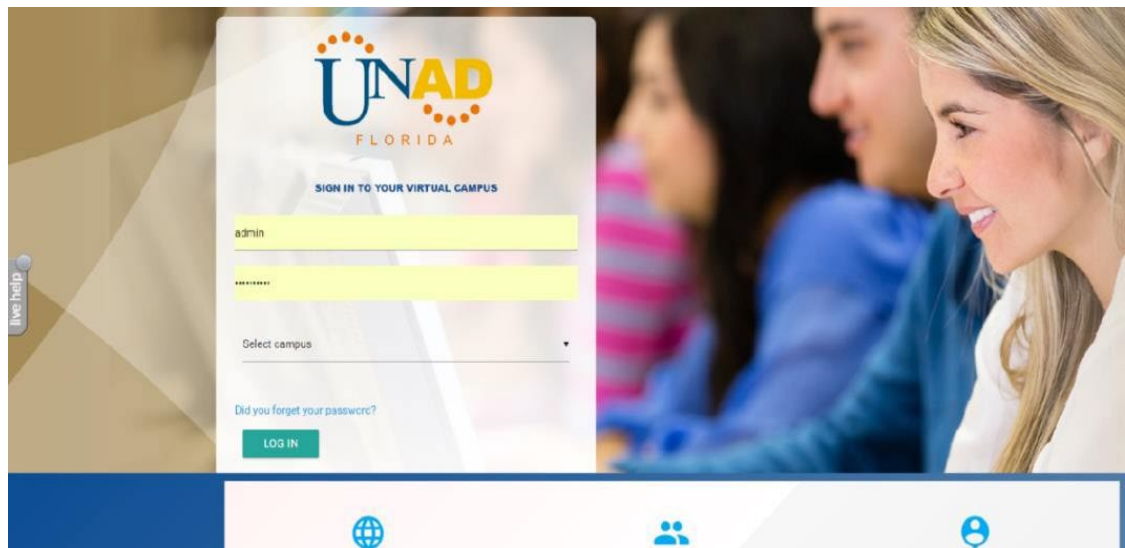 UNAD
FLORIDA
SIGN IN TO YOUR VIRTUAL CAMPUS
admin
••••••••••
live help
Select campus
Did you forget your password?
LOG IN